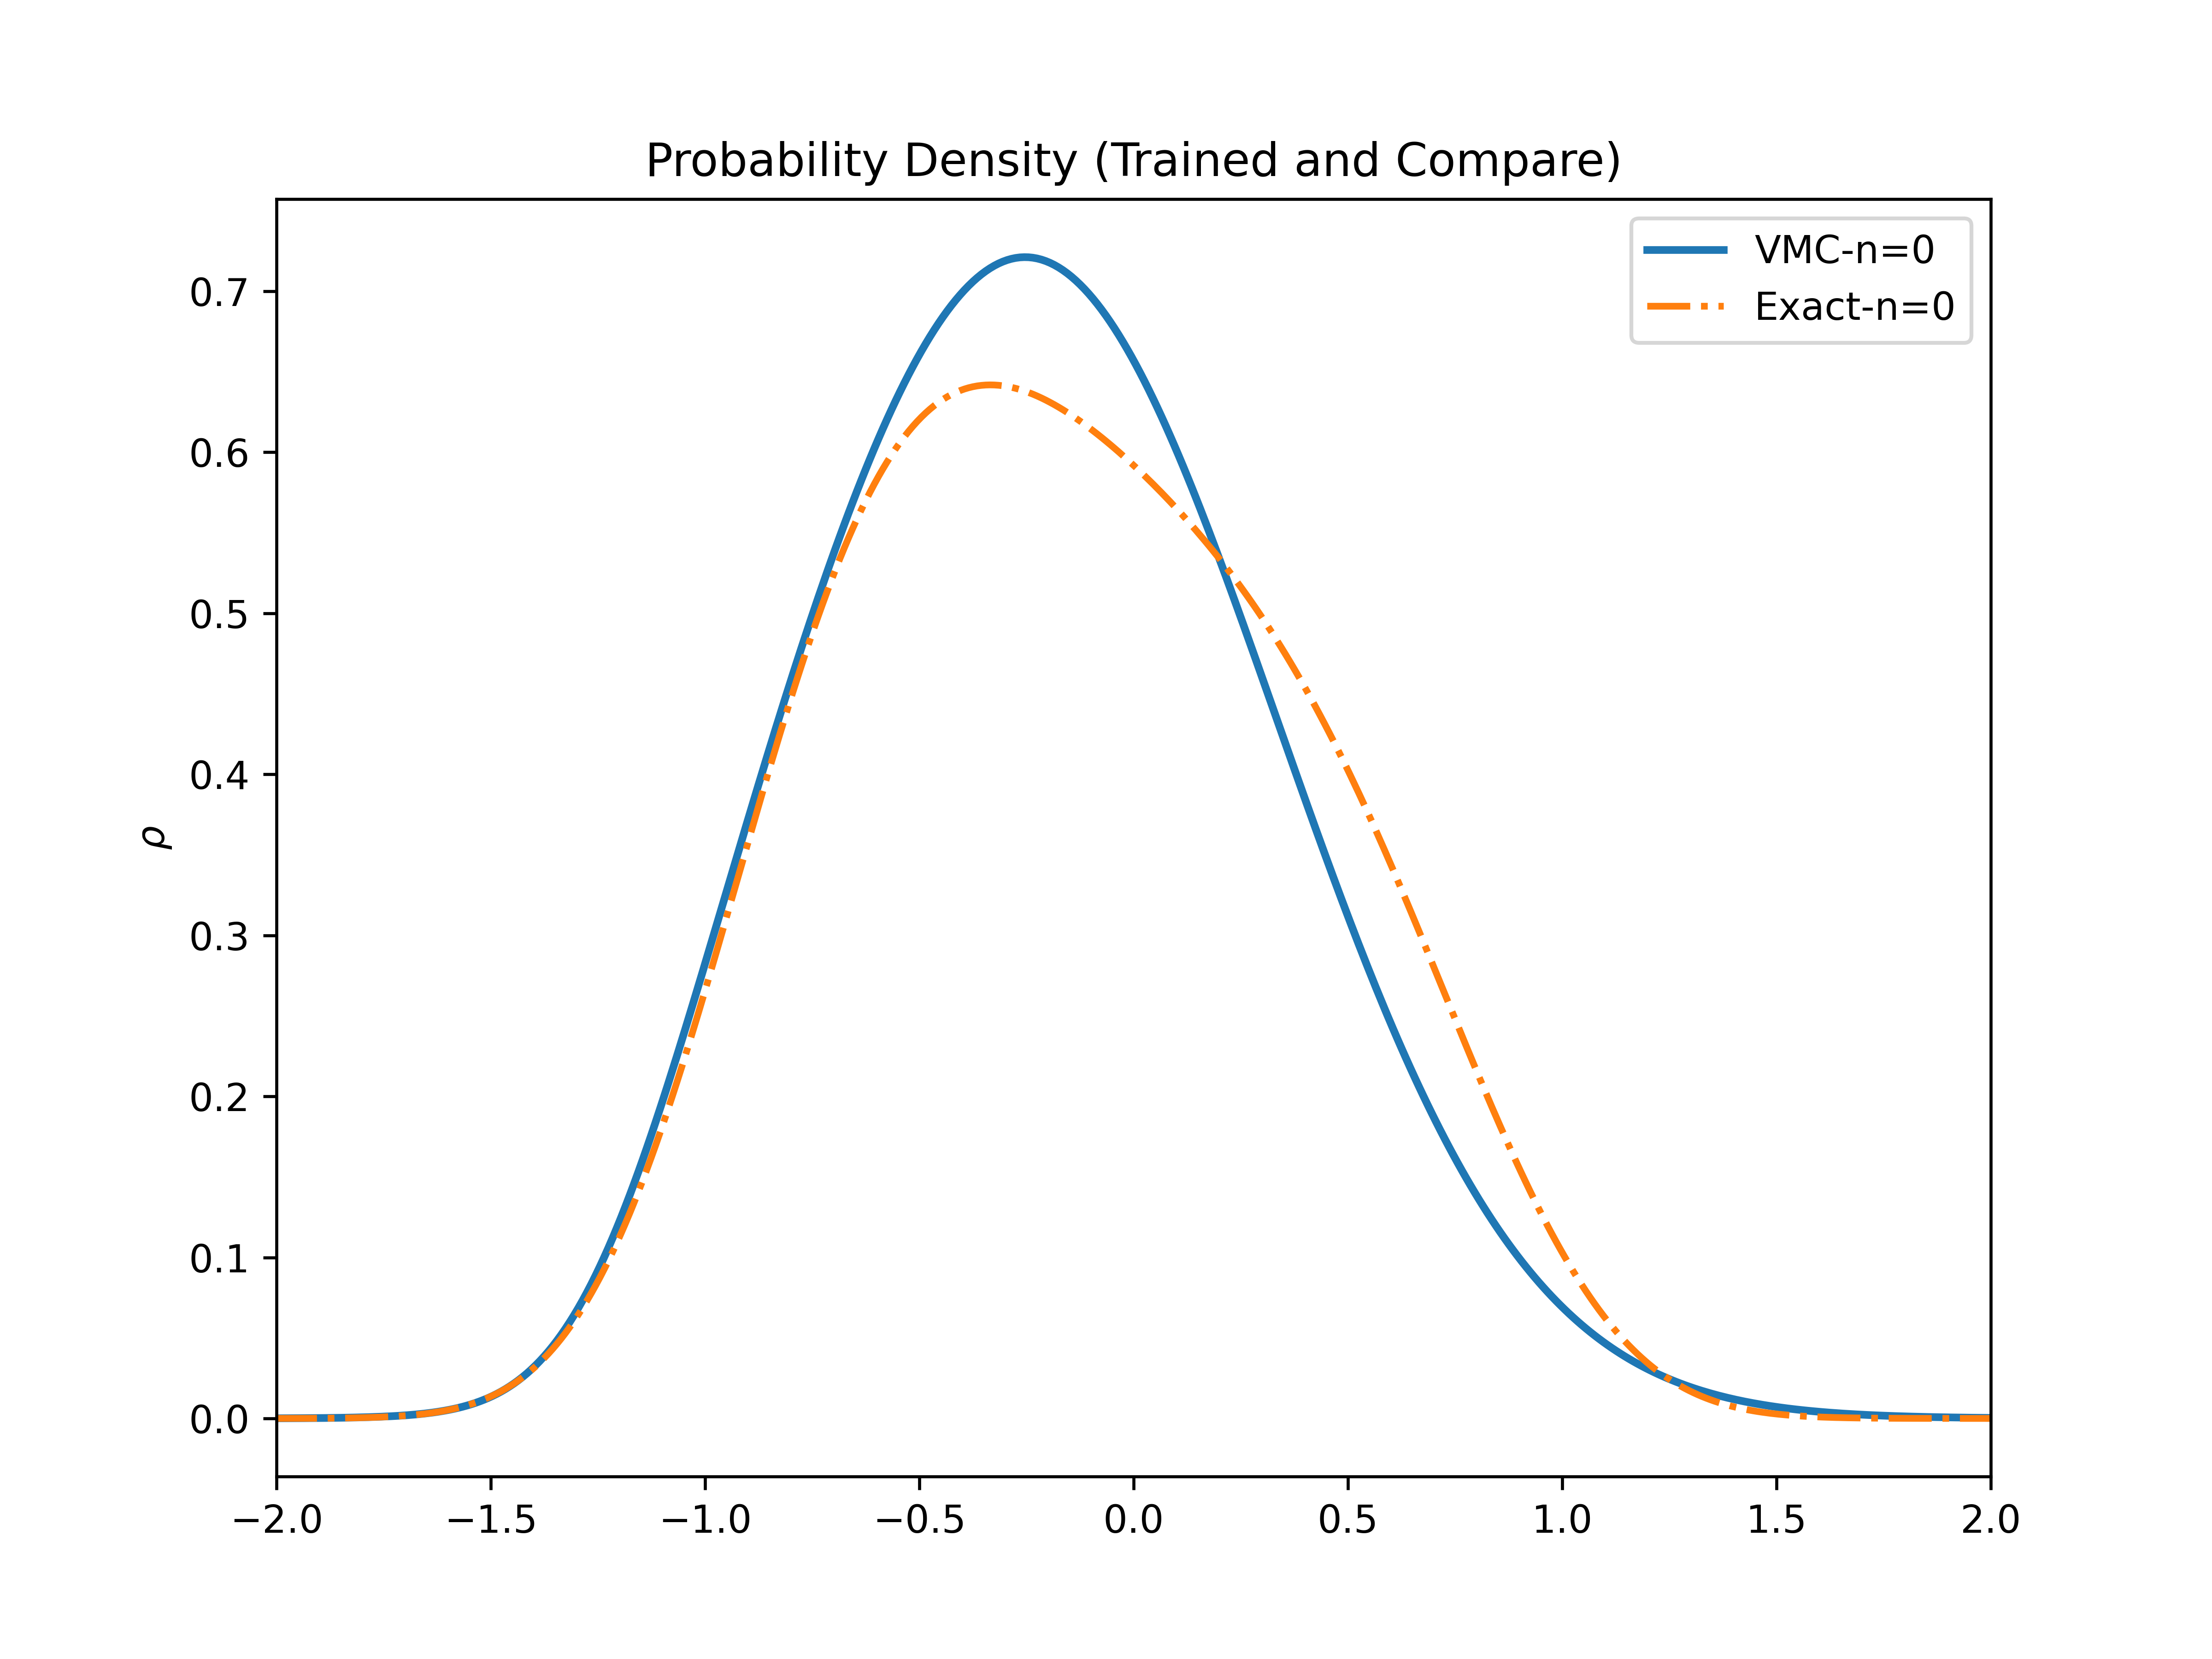 Probability Density (Trained and Compare)
VMC-n=0
Exact-n=0
0.7
0.6
0.5
0.4
ρ
0.3
0.2
0.1
0.0
−2.0 −1.5 −1.0 −0.5 0.0 0.5 1.0 1.5 2.0